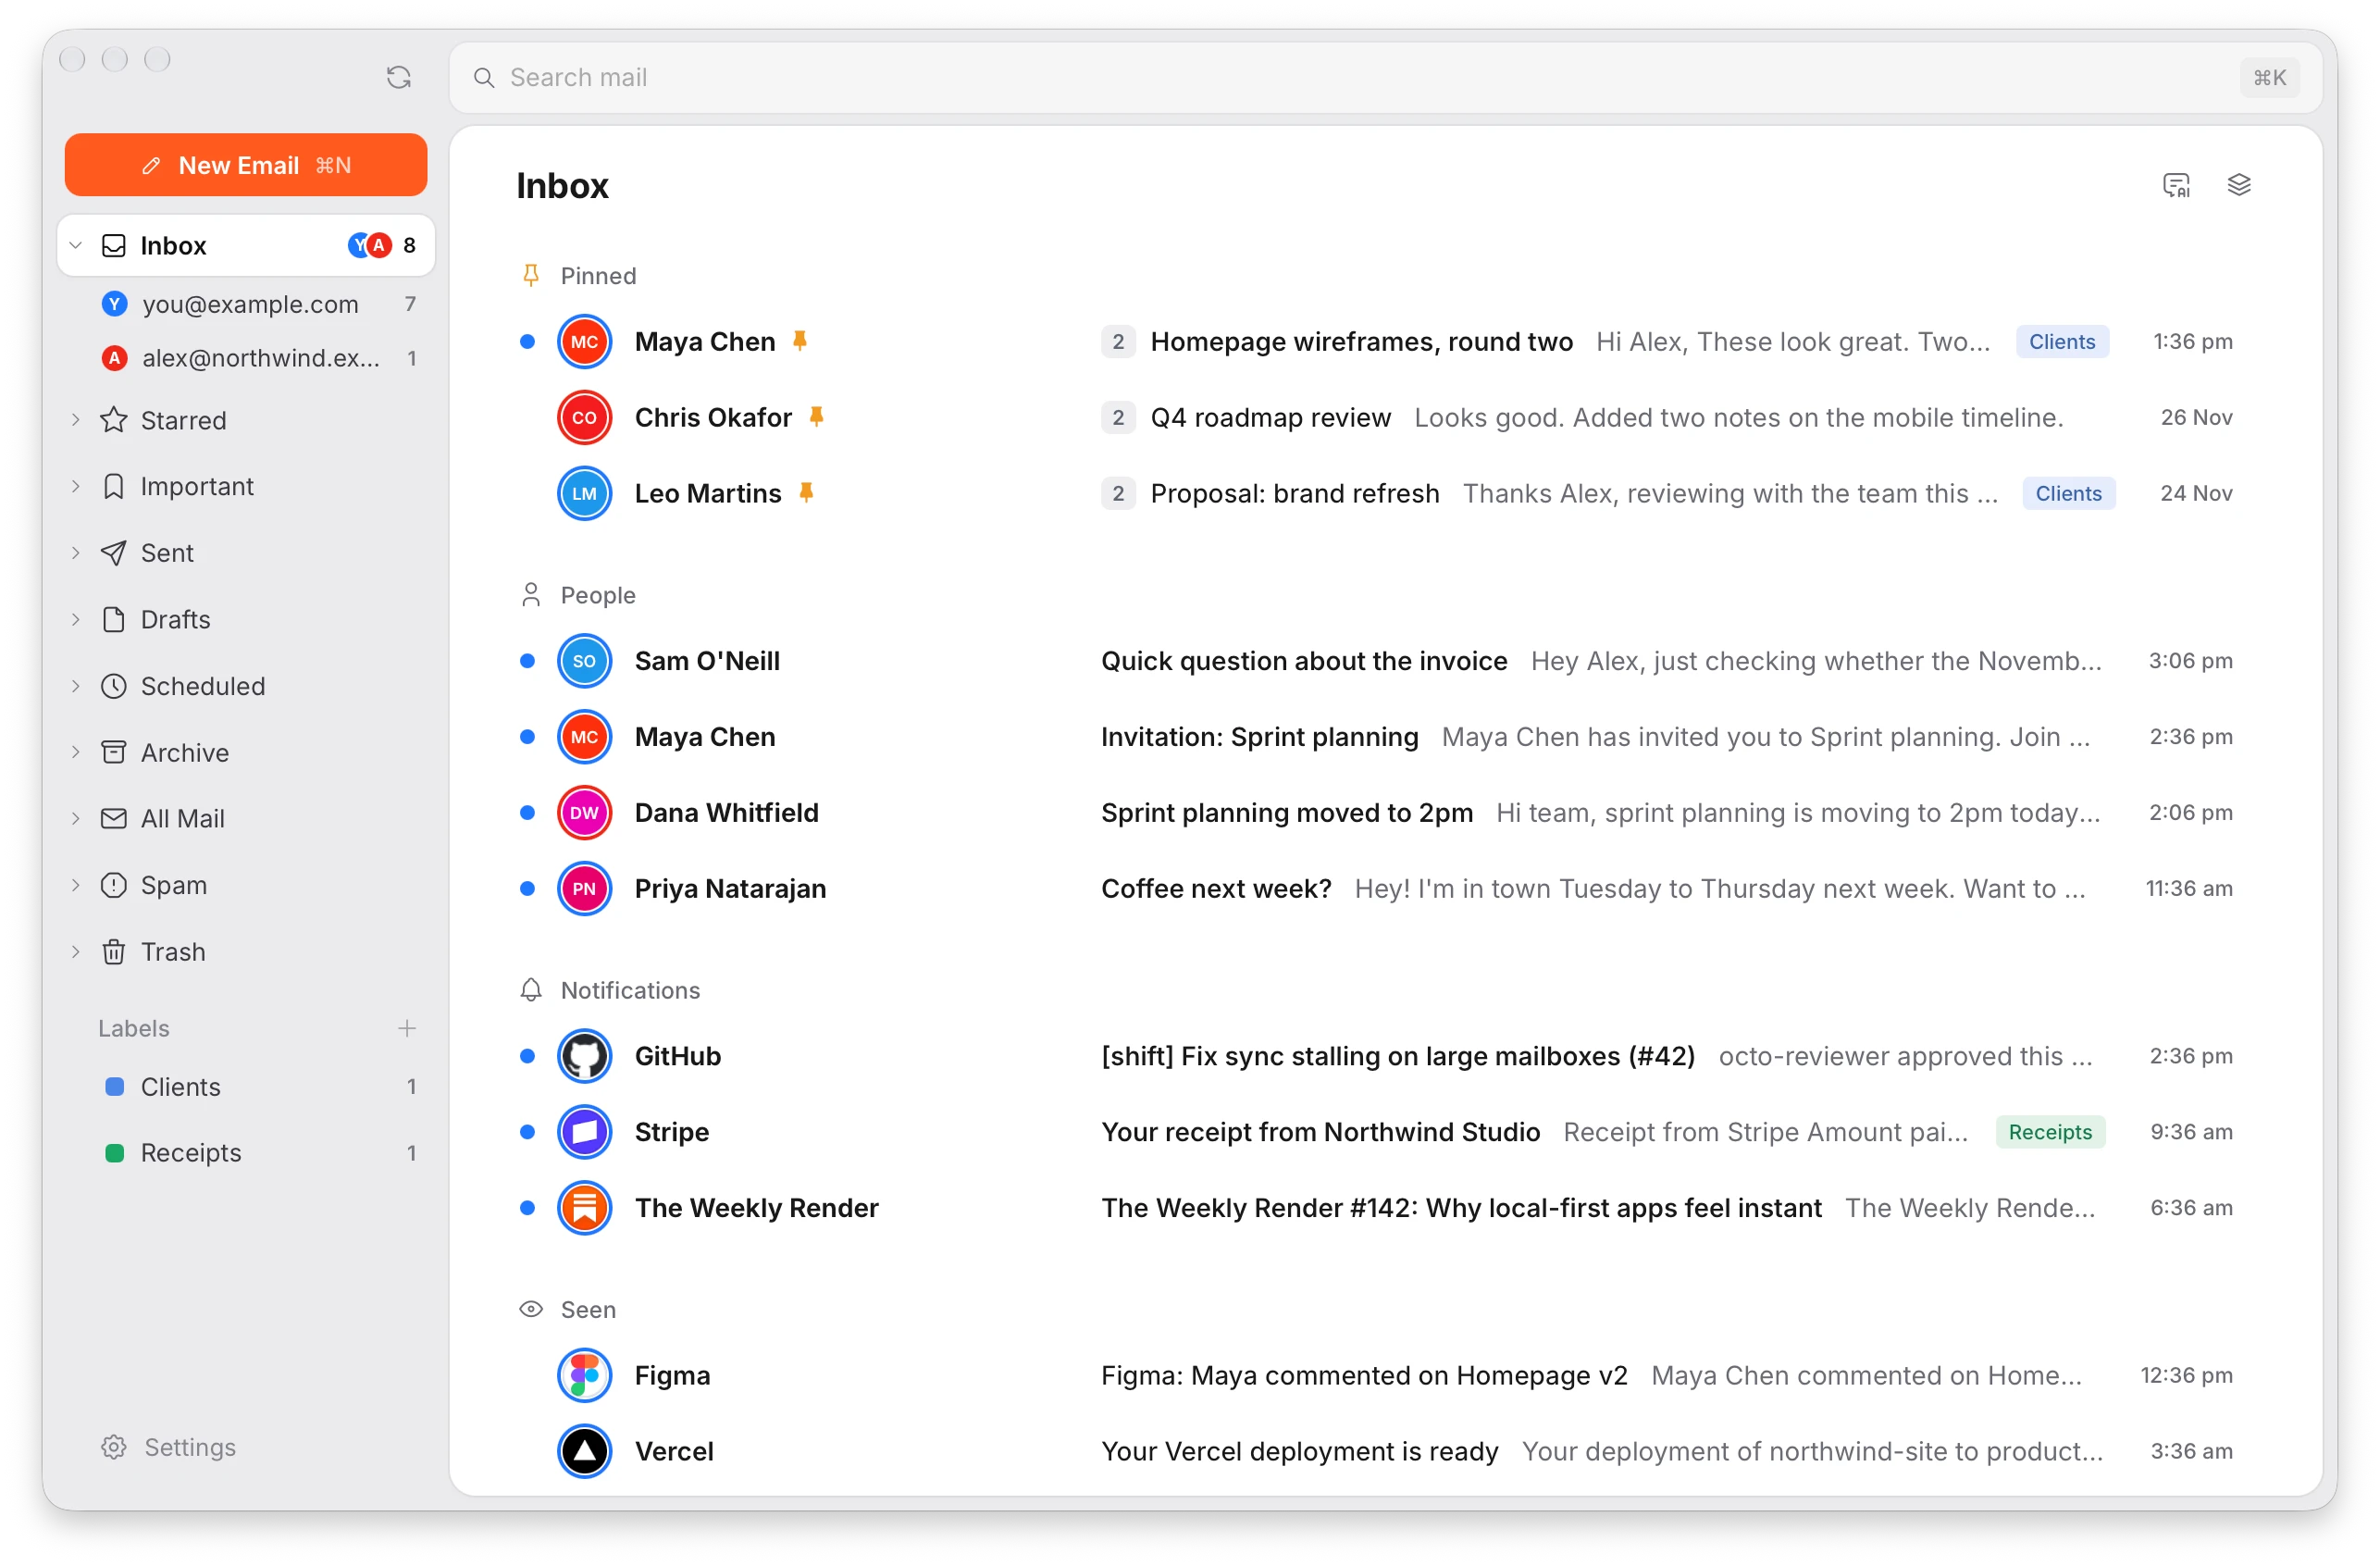 Search mail ⌘K
New Email ⌘N
Inbox Y A 8
Y you@example.com 7
A alex@northwind.ex... 1
Starred
Important
Sent
Drafts
Scheduled
Archive
All Mail
Spam
Trash
Labels
Clients 1
Receipts 1
Settings
Inbox
AI
Pinned
MC Maya Chen 2 Homepage wireframes, round two Hi Alex, These look great. Two... Clients 1:36 pm
CO Chris Okafor 2 Q4 roadmap review Looks good. Added two notes on the mobile timeline. 26 Nov
LM Leo Martins 2 Proposal: brand refresh Thanks Alex, reviewing with the team this ... Clients 24 Nov
People
SO Sam O'Neill Quick question about the invoice Hey Alex, just checking whether the Novemb... 3:06 pm
MC Maya Chen Invitation: Sprint planning Maya Chen has invited you to Sprint planning. Join ... 2:36 pm
DW Dana Whitfield Sprint planning moved to 2pm Hi team, sprint planning is moving to 2pm today... 2:06 pm
PN Priya Natarajan Coffee next week? Hey! I'm in town Tuesday to Thursday next week. Want to ... 11:36 am
Notifications
GitHub [shift] Fix sync stalling on large mailboxes (#42) octo-reviewer approved this ... 2:36 pm
Stripe Your receipt from Northwind Studio Receipt from Stripe Amount pai... Receipts 9:36 am
The Weekly Render The Weekly Render #142: Why local-first apps feel instant The Weekly Rende... 6:36 am
Seen
Figma Figma: Maya commented on Homepage v2 Maya Chen commented on Home... 12:36 pm
Vercel Your Vercel deployment is ready Your deployment of northwind-site to product... 3:36 am